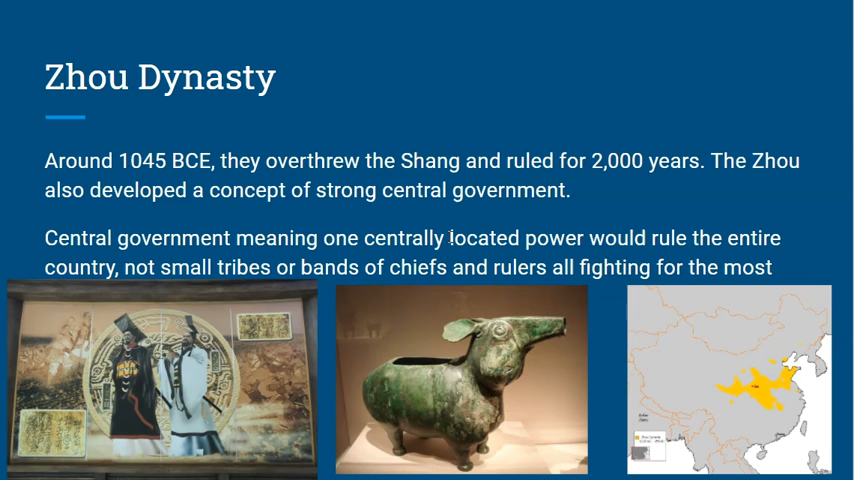 Zhou Dynasty
Around 1045 BCE, they overthrew the Shang and ruled for 2,000 years. The Zhou
also developed a concept of strong central government.
Central government meaning one centrally located power would rule the entire
country, not small tribes or bands of chiefs and rulers all fighting for the most